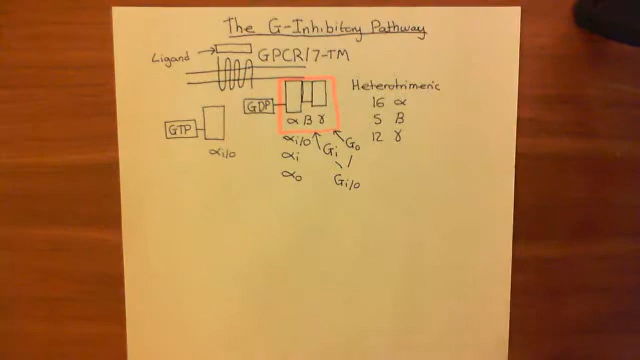 The G-Inhibitory Pathway
Ligand
GPCR/7-TM
Heterotrimeric
GDP
16 α
GTP
α β γ
5 β
12 γ
αi/o
αi/o
Gi
Go
αi
αo
Gi/o